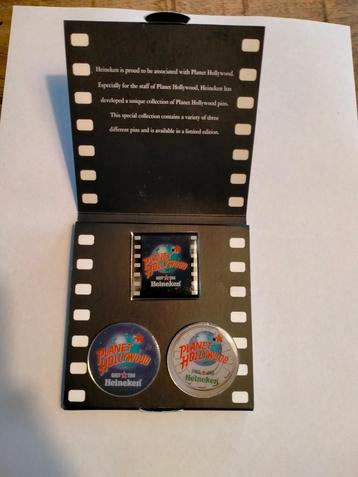 Heineken is proud to be associated with Planet Hollywood.
Especially for the staff of Planet Hollywood, Heineken has
developed a unique collection of Planet Hollywood pins.
This special collection contains a variety of three
different pins and is available in a limited edition.
PLANET
HOLLYWOOD
Heineken
PLANET
HOLLYWOOD
Heineken
PLANET
HOLLYWOOD
Heineken